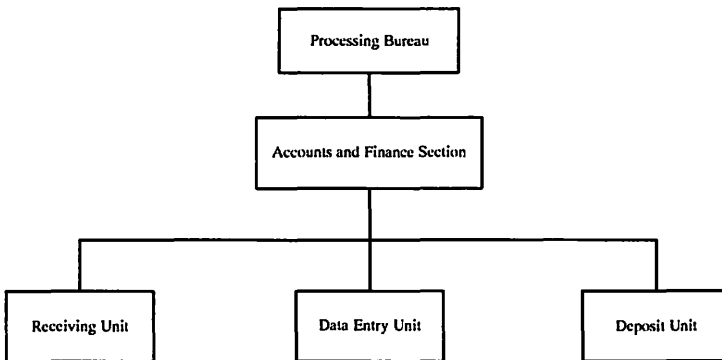 Processing Bureau
Accounts and Finance Section
Receiving Unit
Data Entry Unit
Deposit Unit